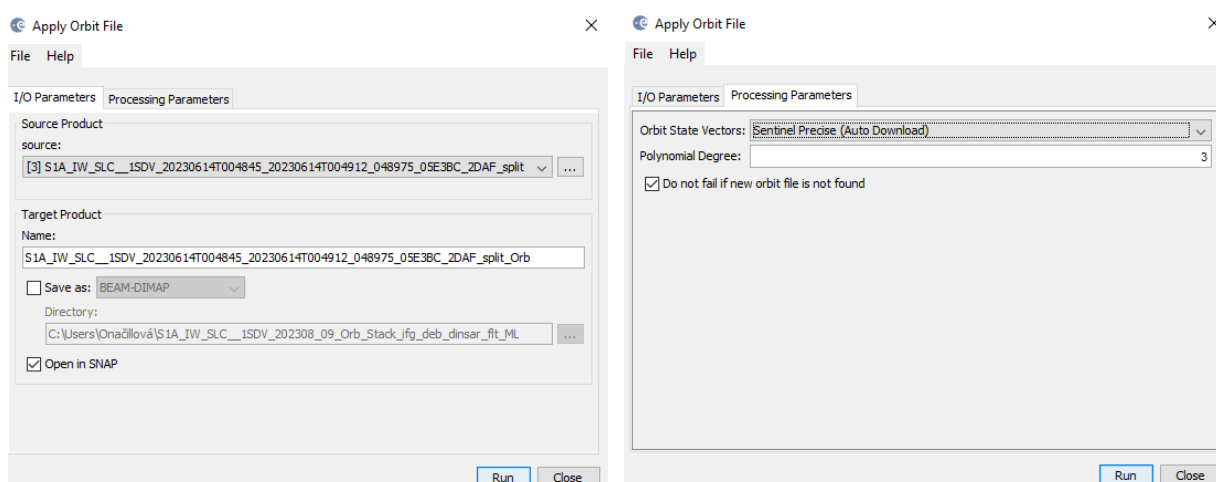 Apply Orbit File
File Help
I/O Parameters Processing Parameters
Source Product
source:
[3] S1A_IW_SLC__1SDV_20230614T004845_20230614T004912_048975_05E3BC_2DAF_split ...
Target Product
Name:
S1A_IW_SLC__1SDV_20230614T004845_20230614T004912_048975_05E3BC_2DAF_split_Orb
Save as: BEAM-DIMAP
Directory:
C:\Users\Onačillová\S1A_IW_SLC__1SDV_202308_09_Orb_Stack_ifg_deb_dinsar_flt_ML ...
Open in SNAP
Run Close
Apply Orbit File
File Help
I/O Parameters Processing Parameters
Orbit State Vectors: Sentinel Precise (Auto Download)
Polynomial Degree: 3
Do not fail if new orbit file is not found
Run Close